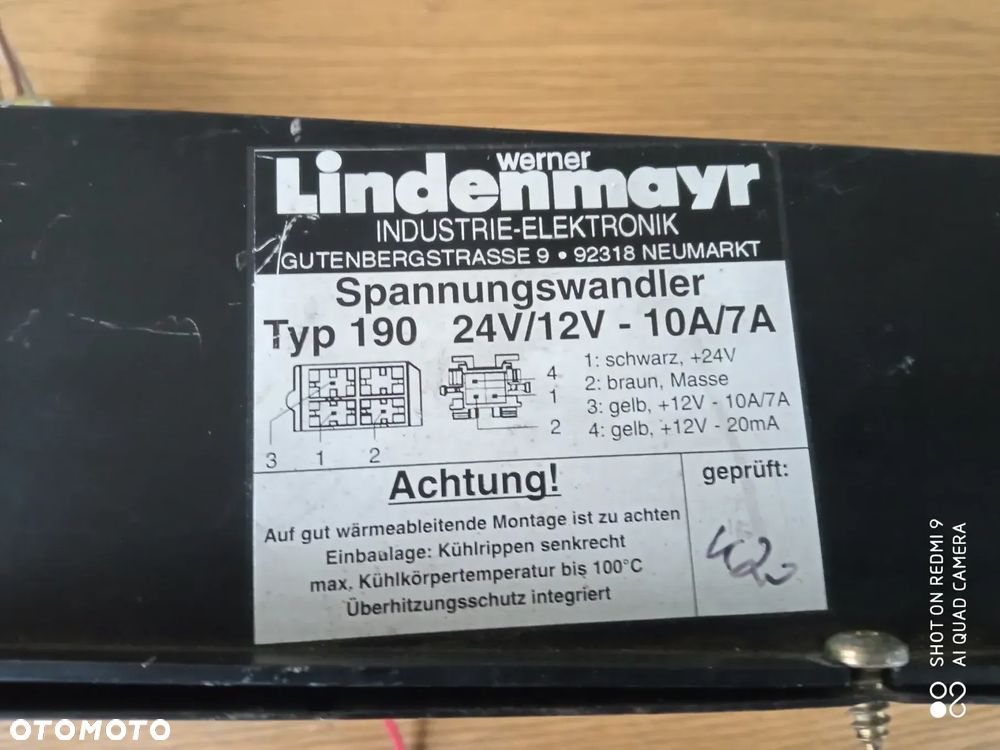 werner
Lindenmayr
INDUSTRIE-ELEKTRONIK
GUTENBERGSTRASSE 9 • 92318 NEUMARKT
Spannungswandler
Typ 190 24V/12V - 10A/7A
4
1
2
3 1 2
1: schwarz, +24V
2: braun, Masse
3: gelb, +12V - 10A/7A
4: gelb, +12V - 20mA
Achtung!
Auf gut wärmeableitende Montage ist zu achten
Einbaulage: Kühlrippen senkrecht
max. Kühlkörpertemperatur bis 100°C
Überhitzungsschutz integriert
geprüft:
SHOT ON REDMI 9
AI QUAD CAMERA
OTOMOTO